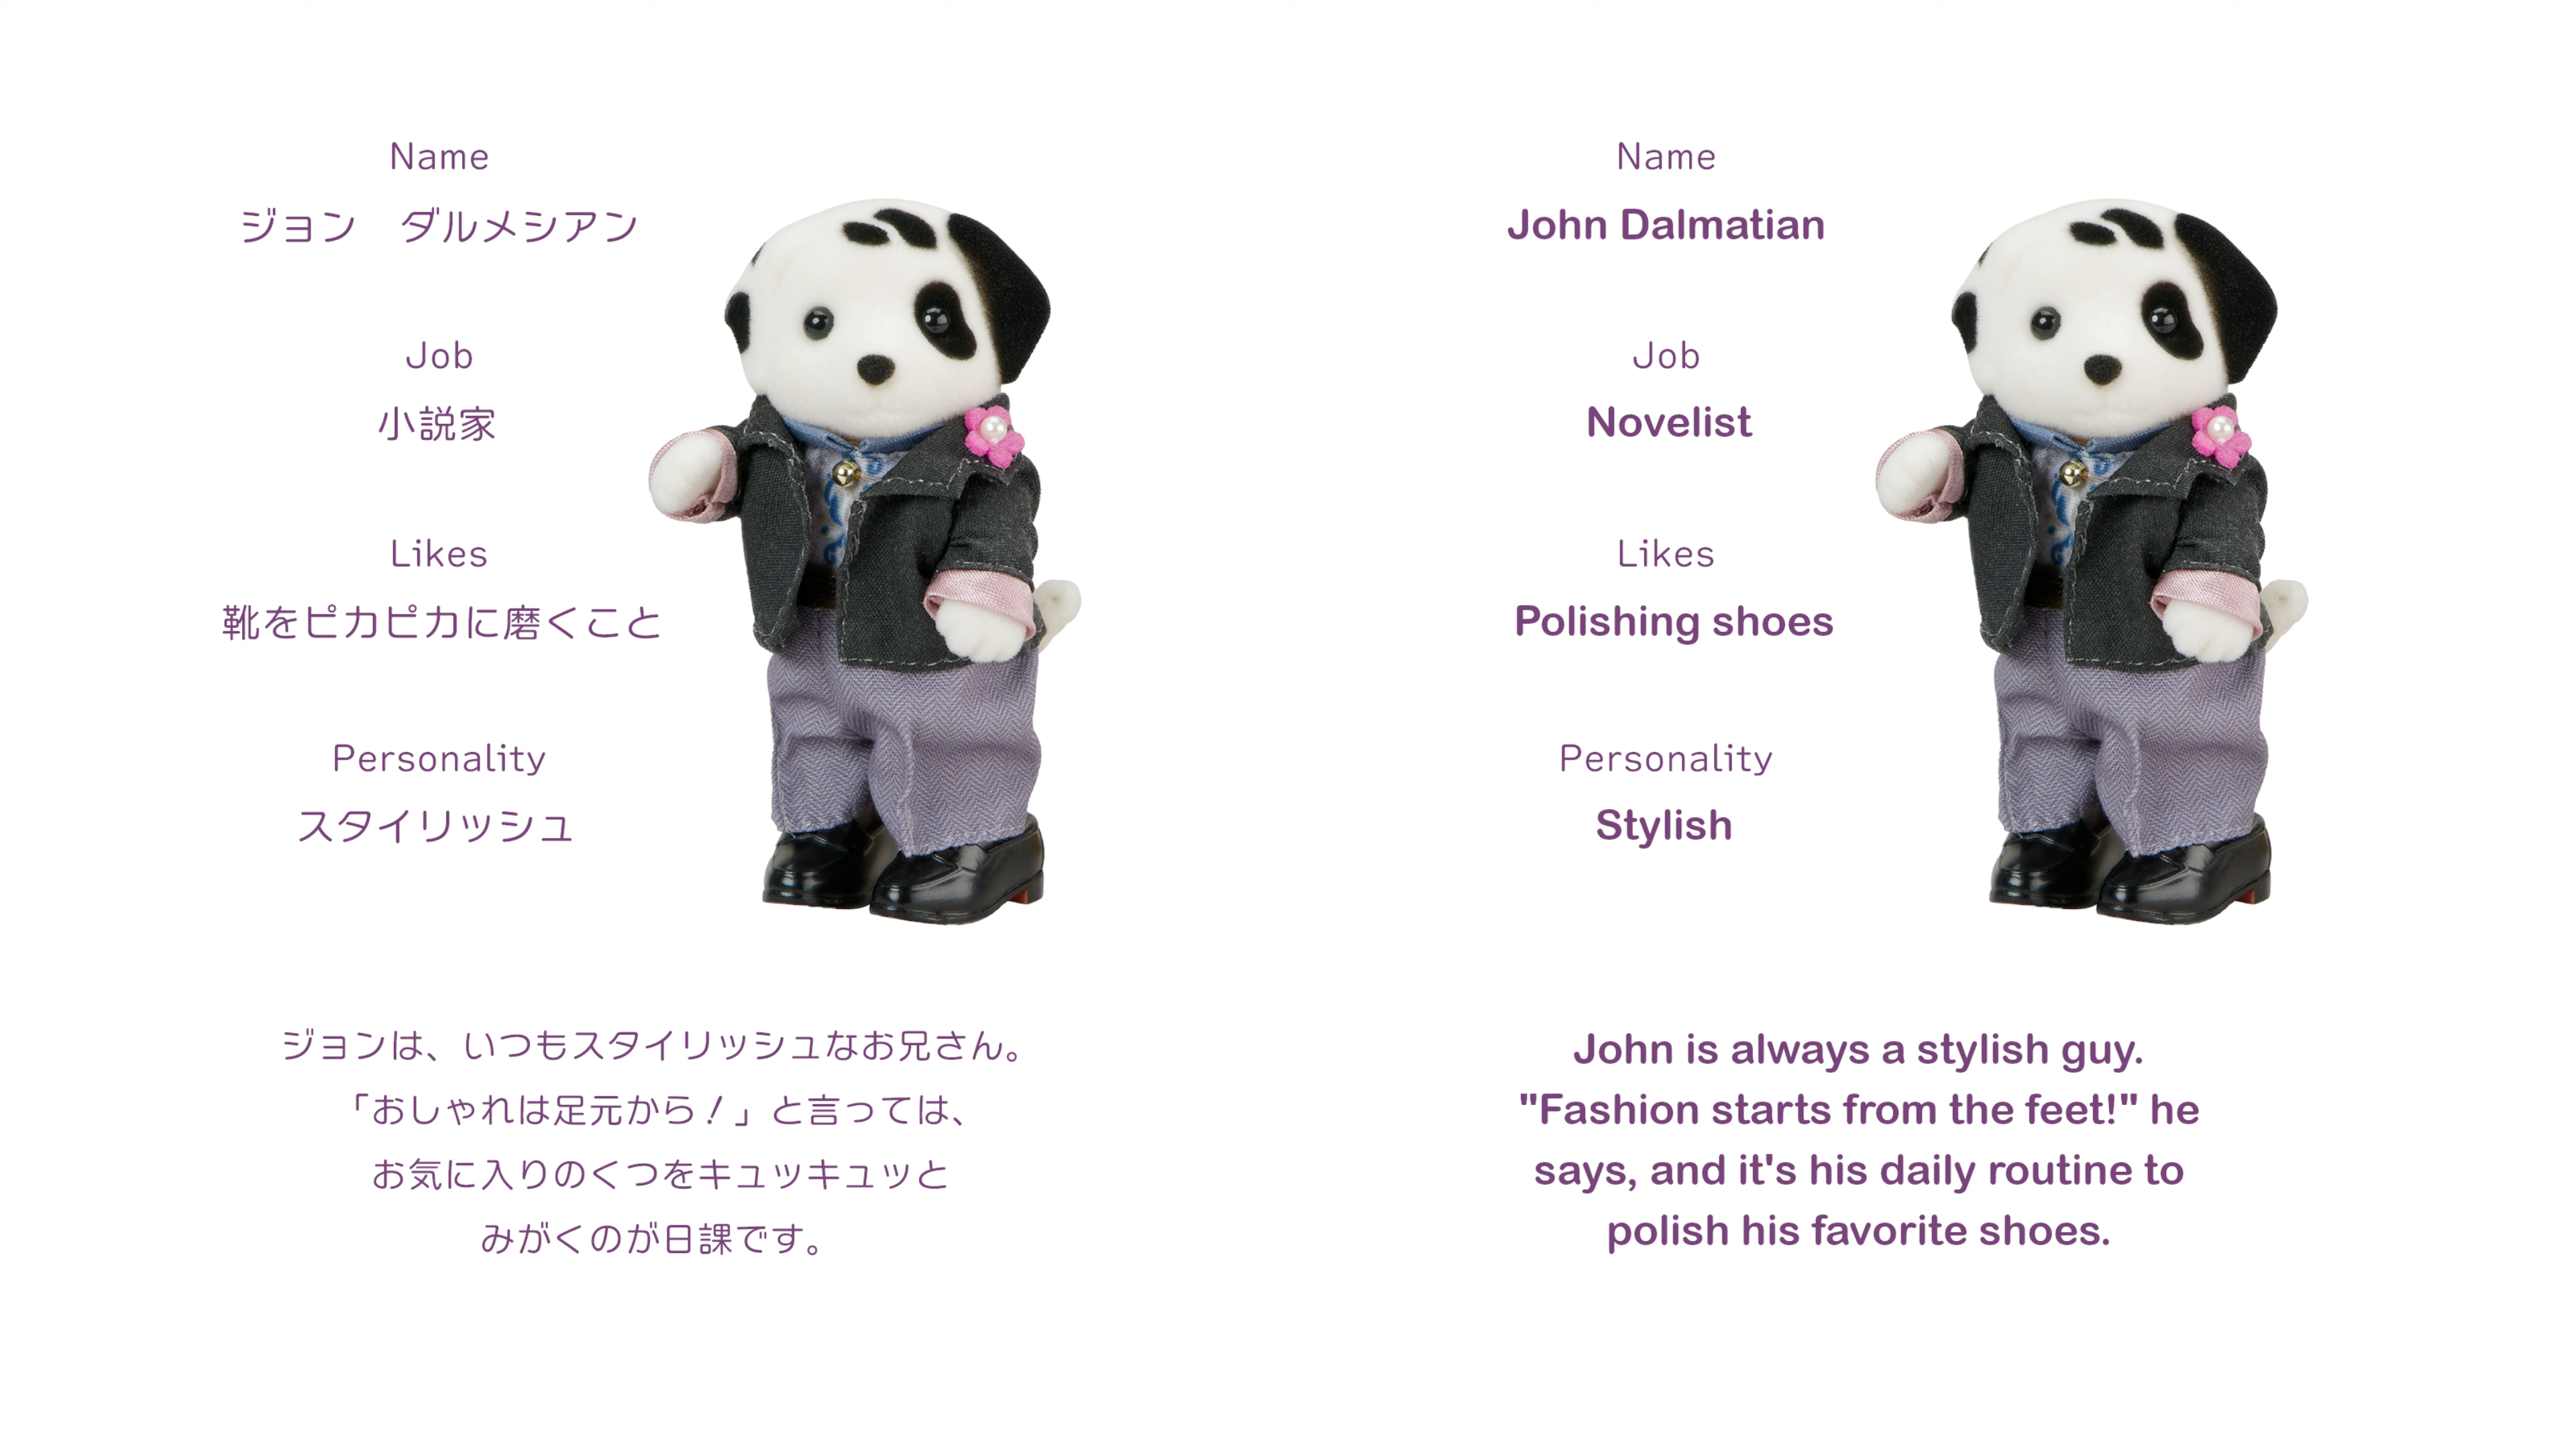 Name
ジョン　ダルメシアン
Job
小説家
Likes
靴をピカピカに磨くこと
Personality
スタイリッシュ
ジョンは、いつもスタイリッシュなお兄さん。
「おしゃれは足元から！」と言っては、
お気に入りのくつをキュッキュッと
みがくのが日課です。
Name
John Dalmatian
Job
Novelist
Likes
Polishing shoes
Personality
Stylish
John is always a stylish guy.
"Fashion starts from the feet!" he
says, and it's his daily routine to
polish his favorite shoes.